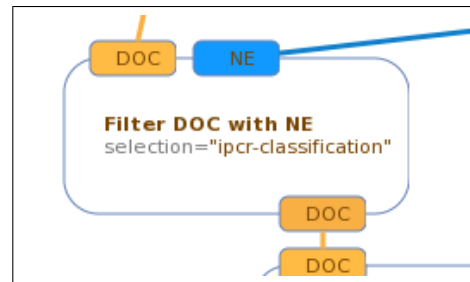 DOC NE
Filter DOC with NE
selection="ipcr-classification"
DOC
DOC